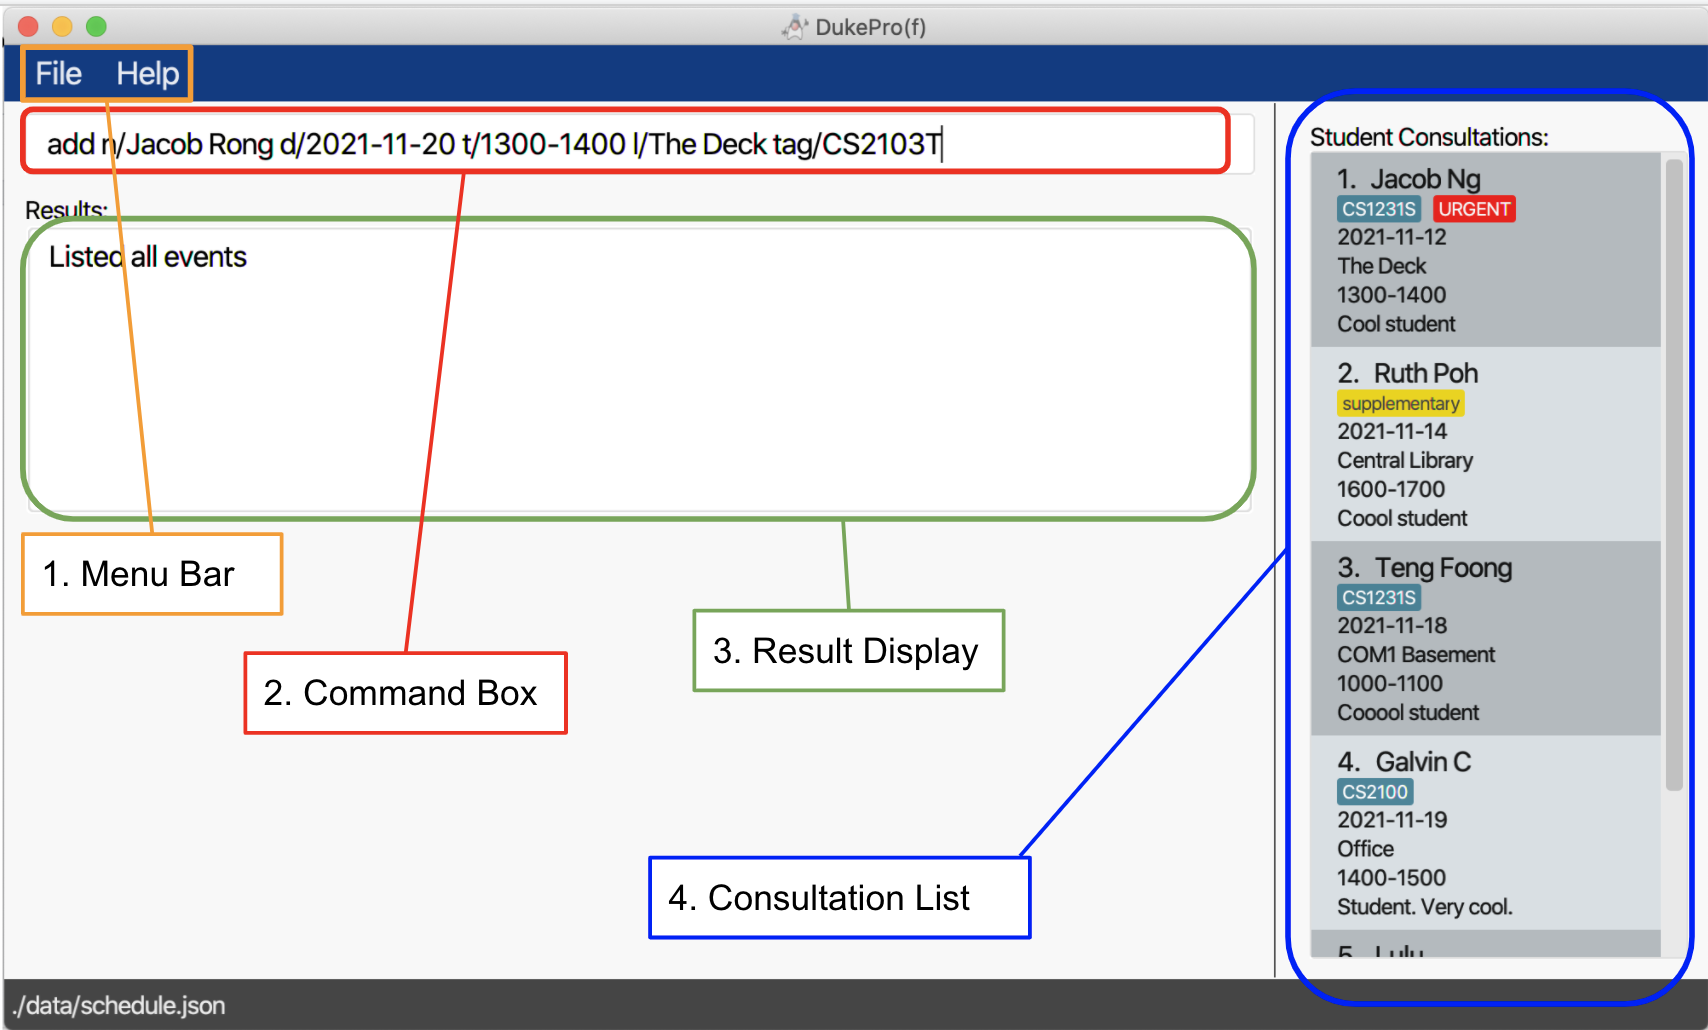 DukePro(f)
File Help
add n/Jacob Rong d/2021-11-20 t/1300-1400 l/The Deck tag/CS2103T
Results:
Listed all events
1. Menu Bar
2. Command Box
3. Result Display
4. Consultation List
Student Consultations:
1. Jacob Ng
CS1231S URGENT
2021-11-12
The Deck
1300-1400
Cool student
2. Ruth Poh
supplementary
2021-11-14
Central Library
1600-1700
Coool student
3. Teng Foong
CS1231S
2021-11-18
COM1 Basement
1000-1100
Cooool student
4. Galvin C
CS2100
2021-11-19
Office
1400-1500
Student. Very cool.
5. Lulu
./data/schedule.json